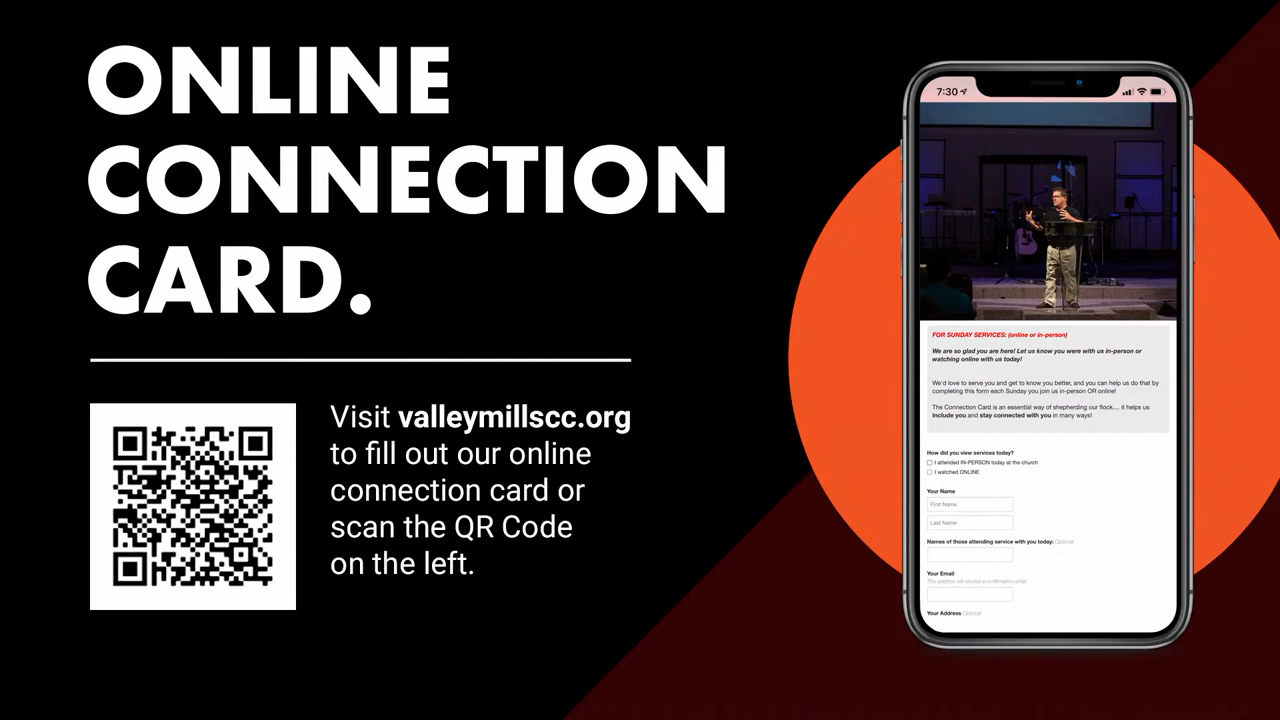 ONLINE
CONNECTION
CARD.
Visit valleymillscc.org
to fill out our online
connection card or
scan the QR Code
on the left.
7:30
FOR SUNDAY SERVICES: (online or in-person)
We are so glad you are here! Let us know you were with us in-person or
watching online with us today!
We'd love to serve you and get to know you better, and you can help us do that by
completing this form each Sunday you join us in-person OR online!
The Connection Card is an essential way of shepherding our flock.... it helps us
include you and stay connected with you in many ways!
How did you view services today?
I attended IN-PERSON today at the church
I watched ONLINE
Your Name
First Name
Last Name
Names of those attending service with you today: Optional
Your Email
This address will receive a confirmation email
Your Address Optional